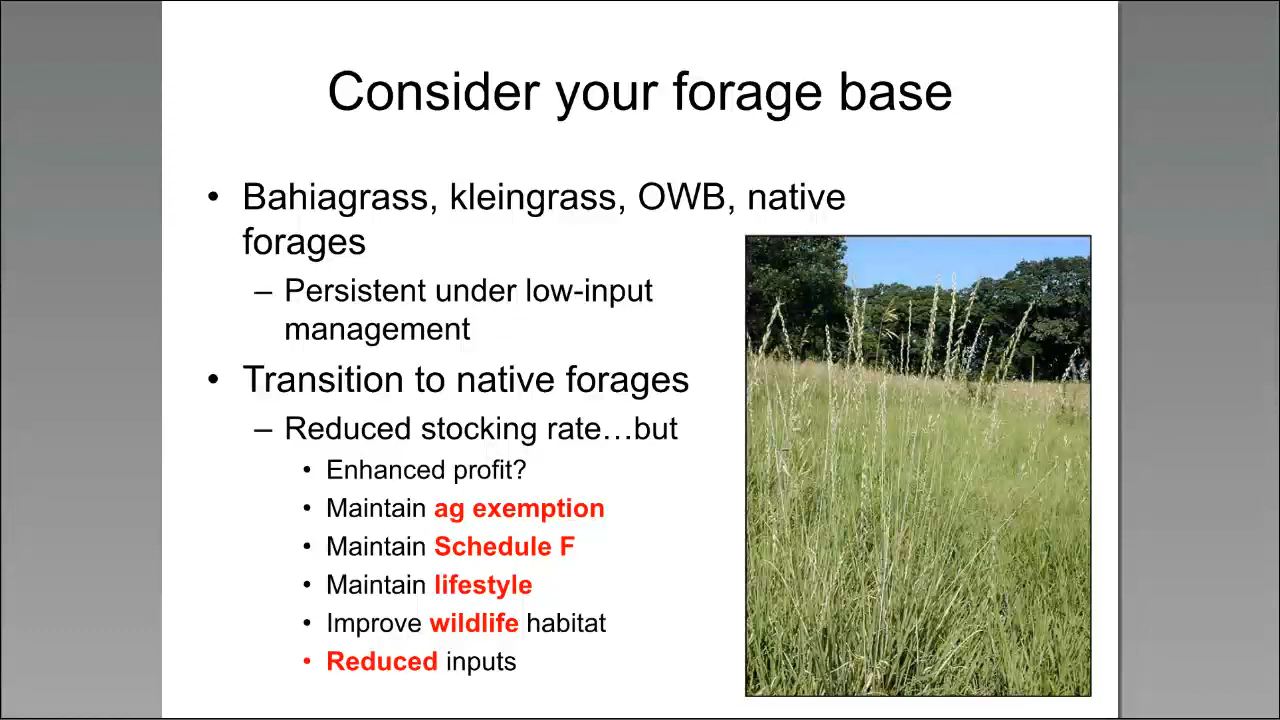 Consider your forage base
• Bahiagrass, kleingrass, OWB, native
forages
– Persistent under low-input
management
• Transition to native forages
– Reduced stocking rate…but
• Enhanced profit?
• Maintain ag exemption
• Maintain Schedule F
• Maintain lifestyle
• Improve wildlife habitat
• Reduced inputs